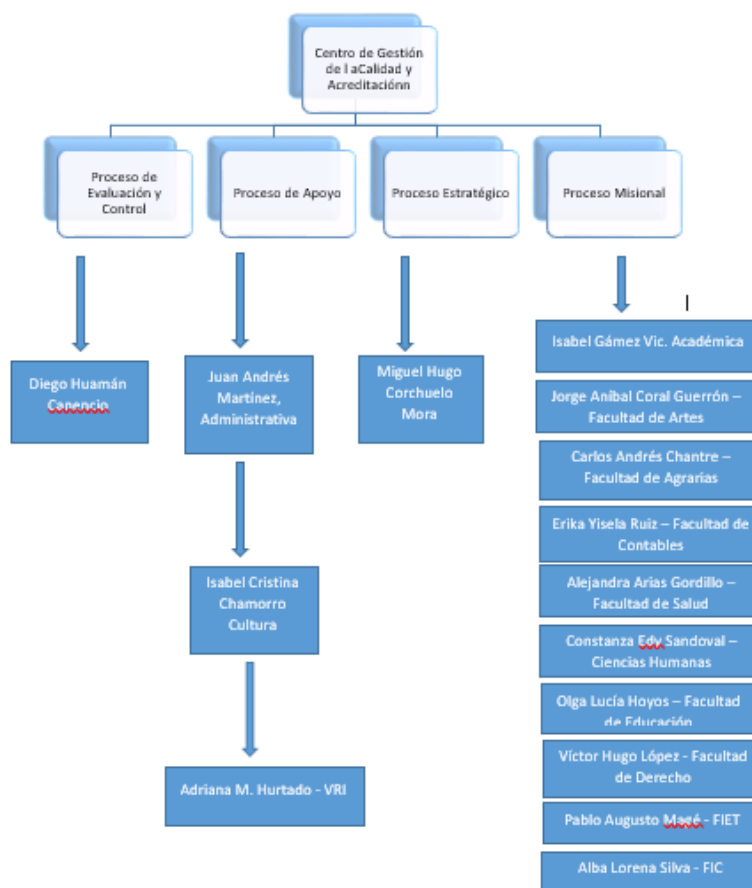 Centro de Gestión
de l aCalidad y
Acreditaciónn
Proceso de
Evaluación y
Control
Proceso de Apoyo
Proceso Estratégico
Proceso Misional
Diego Huamán
Canencio
Juan Andrés
Martínez,
Administrativa
Isabel Cristina
Chamorro
Cultura
Adriana M. Hurtado - VRI
Miguel Hugo
Corchuelo
Mora
Isabel Gámez Vic. Académica
Jorge Aníbal Coral Guerrón –
Facultad de Artes
Carlos Andrés Chantre –
Facultad de Agrarias
Erika Yisela Ruiz – Facultad de
Contables
Alejandra Arias Gordillo –
Facultad de Salud
Constanza Edy Sandoval –
Ciencias Humanas
Olga Lucía Hoyos – Facultad
de Educación
Víctor Hugo López - Facultad
de Derecho
Pablo Augusto Magé - FIET
Alba Lorena Silva - FIC